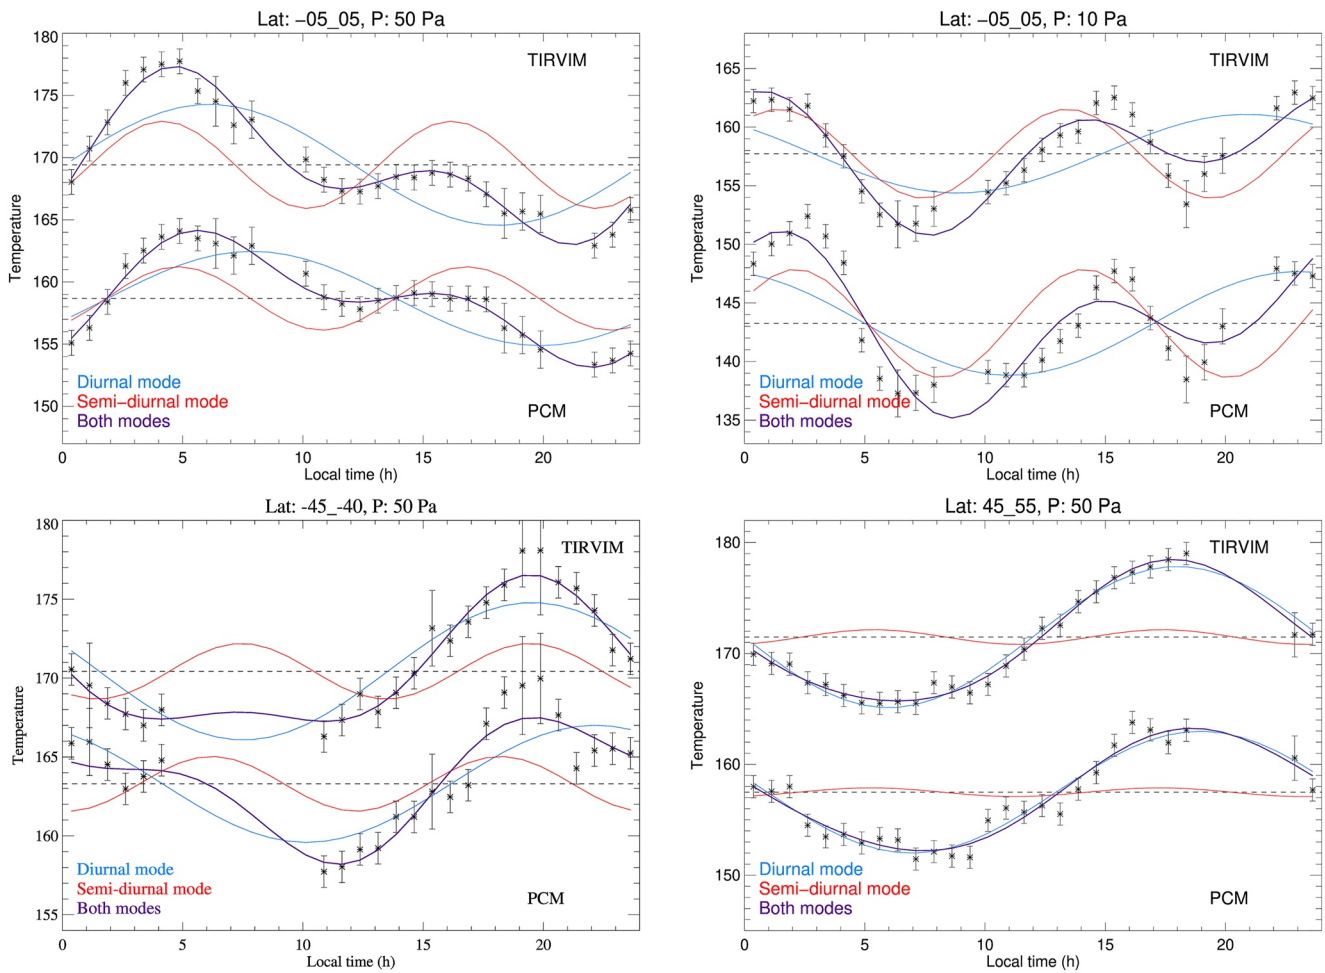 Lat: −05_05, P: 50 Pa
TIRVIM
180
175
170
165
160
155
150
Temperature
Diurnal mode
Semi−diurnal mode
Both modes
PCM
0 5 10 15 20
Local time (h)
Lat: −05_05, P: 10 Pa
TIRVIM
165
160
155
150
145
140
135
Temperature
Diurnal mode
Semi−diurnal mode
Both modes
PCM
0 5 10 15 20
Local time (h)
Lat: -45_-40, P: 50 Pa
TIRVIM
180
175
170
165
160
155
Temperature
Diurnal mode
Semi-diurnal mode
Both modes
PCM
0 5 10 15 20
Local time (h)
Lat: 45_55, P: 50 Pa
TIRVIM
180
170
160
150
Temperature
Diurnal mode
Semi−diurnal mode
Both modes
PCM
0 5 10 15 20
Local time (h)